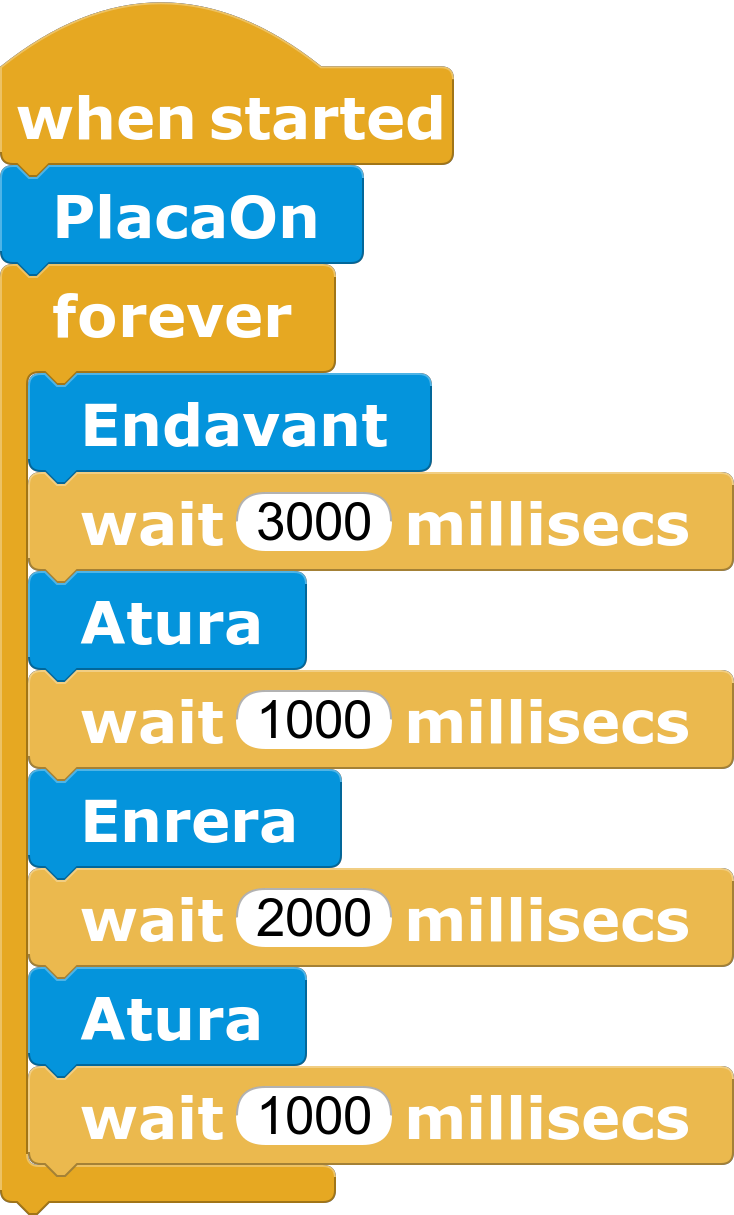 when started
PlacaOn
forever
Endavant
wait 3000 millisecs
Atura
wait 1000 millisecs
Enrera
wait 2000 millisecs
Atura
wait 1000 millisecs